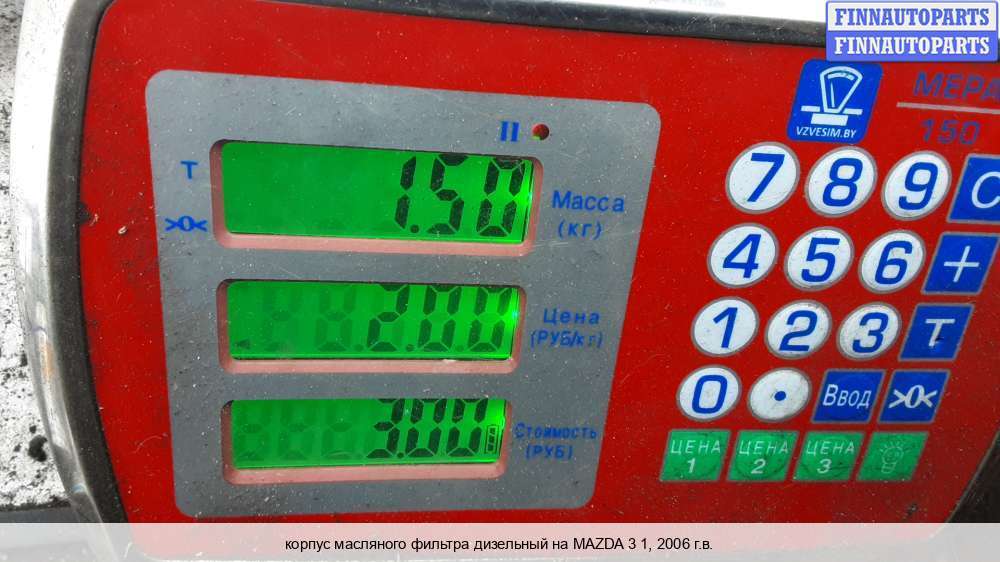 FINNAUTOPARTS
FINNAUTOPARTS
VZVESIM.BY
МЕРА
150
II
T
>0<
1.50
Масса
(кг)
2.00
Цена
(РУБ/кг)
3.00
Стоимость
(РУБ)
7 8 9 C
4 5 6 +
1 2 3 T
0 . Ввод >0<
ЦЕНА 1
ЦЕНА 2
ЦЕНА 3
корпус масляного фильтра дизельный на MAZDA 3 1, 2006 г.в.